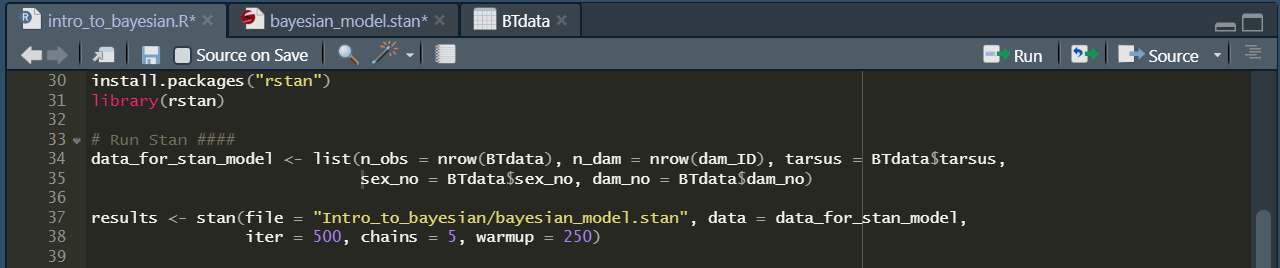 intro_to_bayesian.R* bayesian_model.stan* BTdata
Source on Save Run Source
30 install.packages("rstan")
31 library(rstan)
32
33 # Run Stan ####
34 data_for_stan_model <- list(n_obs = nrow(BTdata), n_dam = nrow(dam_ID), tarsus = BTdata$tarsus,
35 sex_no = BTdata$sex_no, dam_no = BTdata$dam_no)
36
37 results <- stan(file = "Intro_to_bayesian/bayesian_model.stan", data = data_for_stan_model,
38 iter = 500, chains = 5, warmup = 250)
39